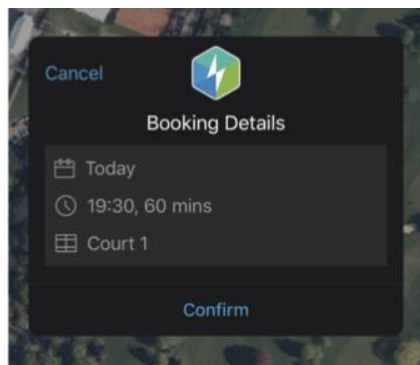 Cancel
Booking Details
Today
19:30, 60 mins
Court 1
Confirm